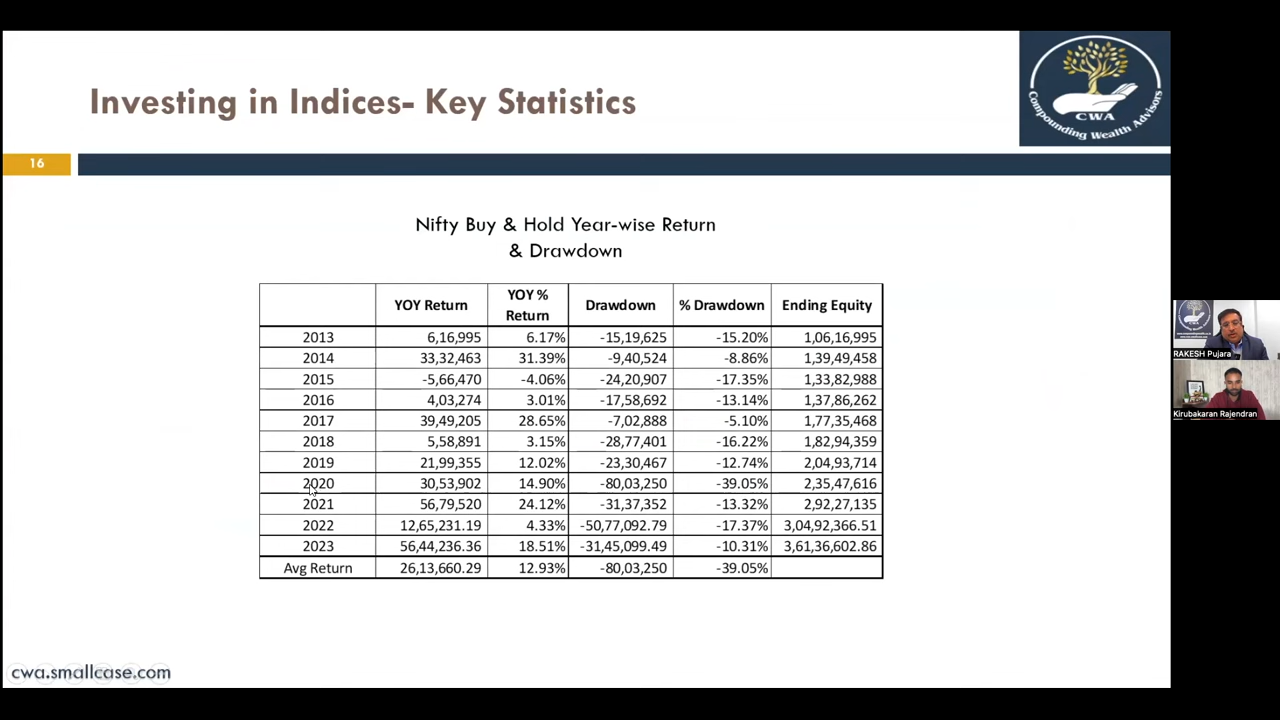 Investing in Indices- Key Statistics
CWA
Compounding Wealth Advisors
16
Nifty Buy & Hold Year-wise Return
& Drawdown
YOY Return YOY % Return Drawdown % Drawdown Ending Equity
2013 6,16,995 6.17% -15,19,625 -15.20% 1,06,16,995
2014 33,32,463 31.39% -9,40,524 -8.86% 1,39,49,458
2015 -5,66,470 -4.06% -24,20,907 -17.35% 1,33,82,988
2016 4,03,274 3.01% -17,58,692 -13.14% 1,37,86,262
2017 39,49,205 28.65% -7,02,888 -5.10% 1,77,35,468
2018 5,58,891 3.15% -28,77,401 -16.22% 1,82,94,359
2019 21,99,355 12.02% -23,30,467 -12.74% 2,04,93,714
2020 30,53,902 14.90% -80,03,250 -39.05% 2,35,47,616
2021 56,79,520 24.12% -31,37,352 -13.32% 2,92,27,135
2022 12,65,231.19 4.33% -50,77,092.79 -17.37% 3,04,92,366.51
2023 56,44,236.36 18.51% -31,45,099.49 -10.31% 3,61,36,602.86
Avg Return 26,13,660.29 12.93% -80,03,250 -39.05%
RAKESH Pujara
Kirubakaran Rajendran
cwa.smallcase.com